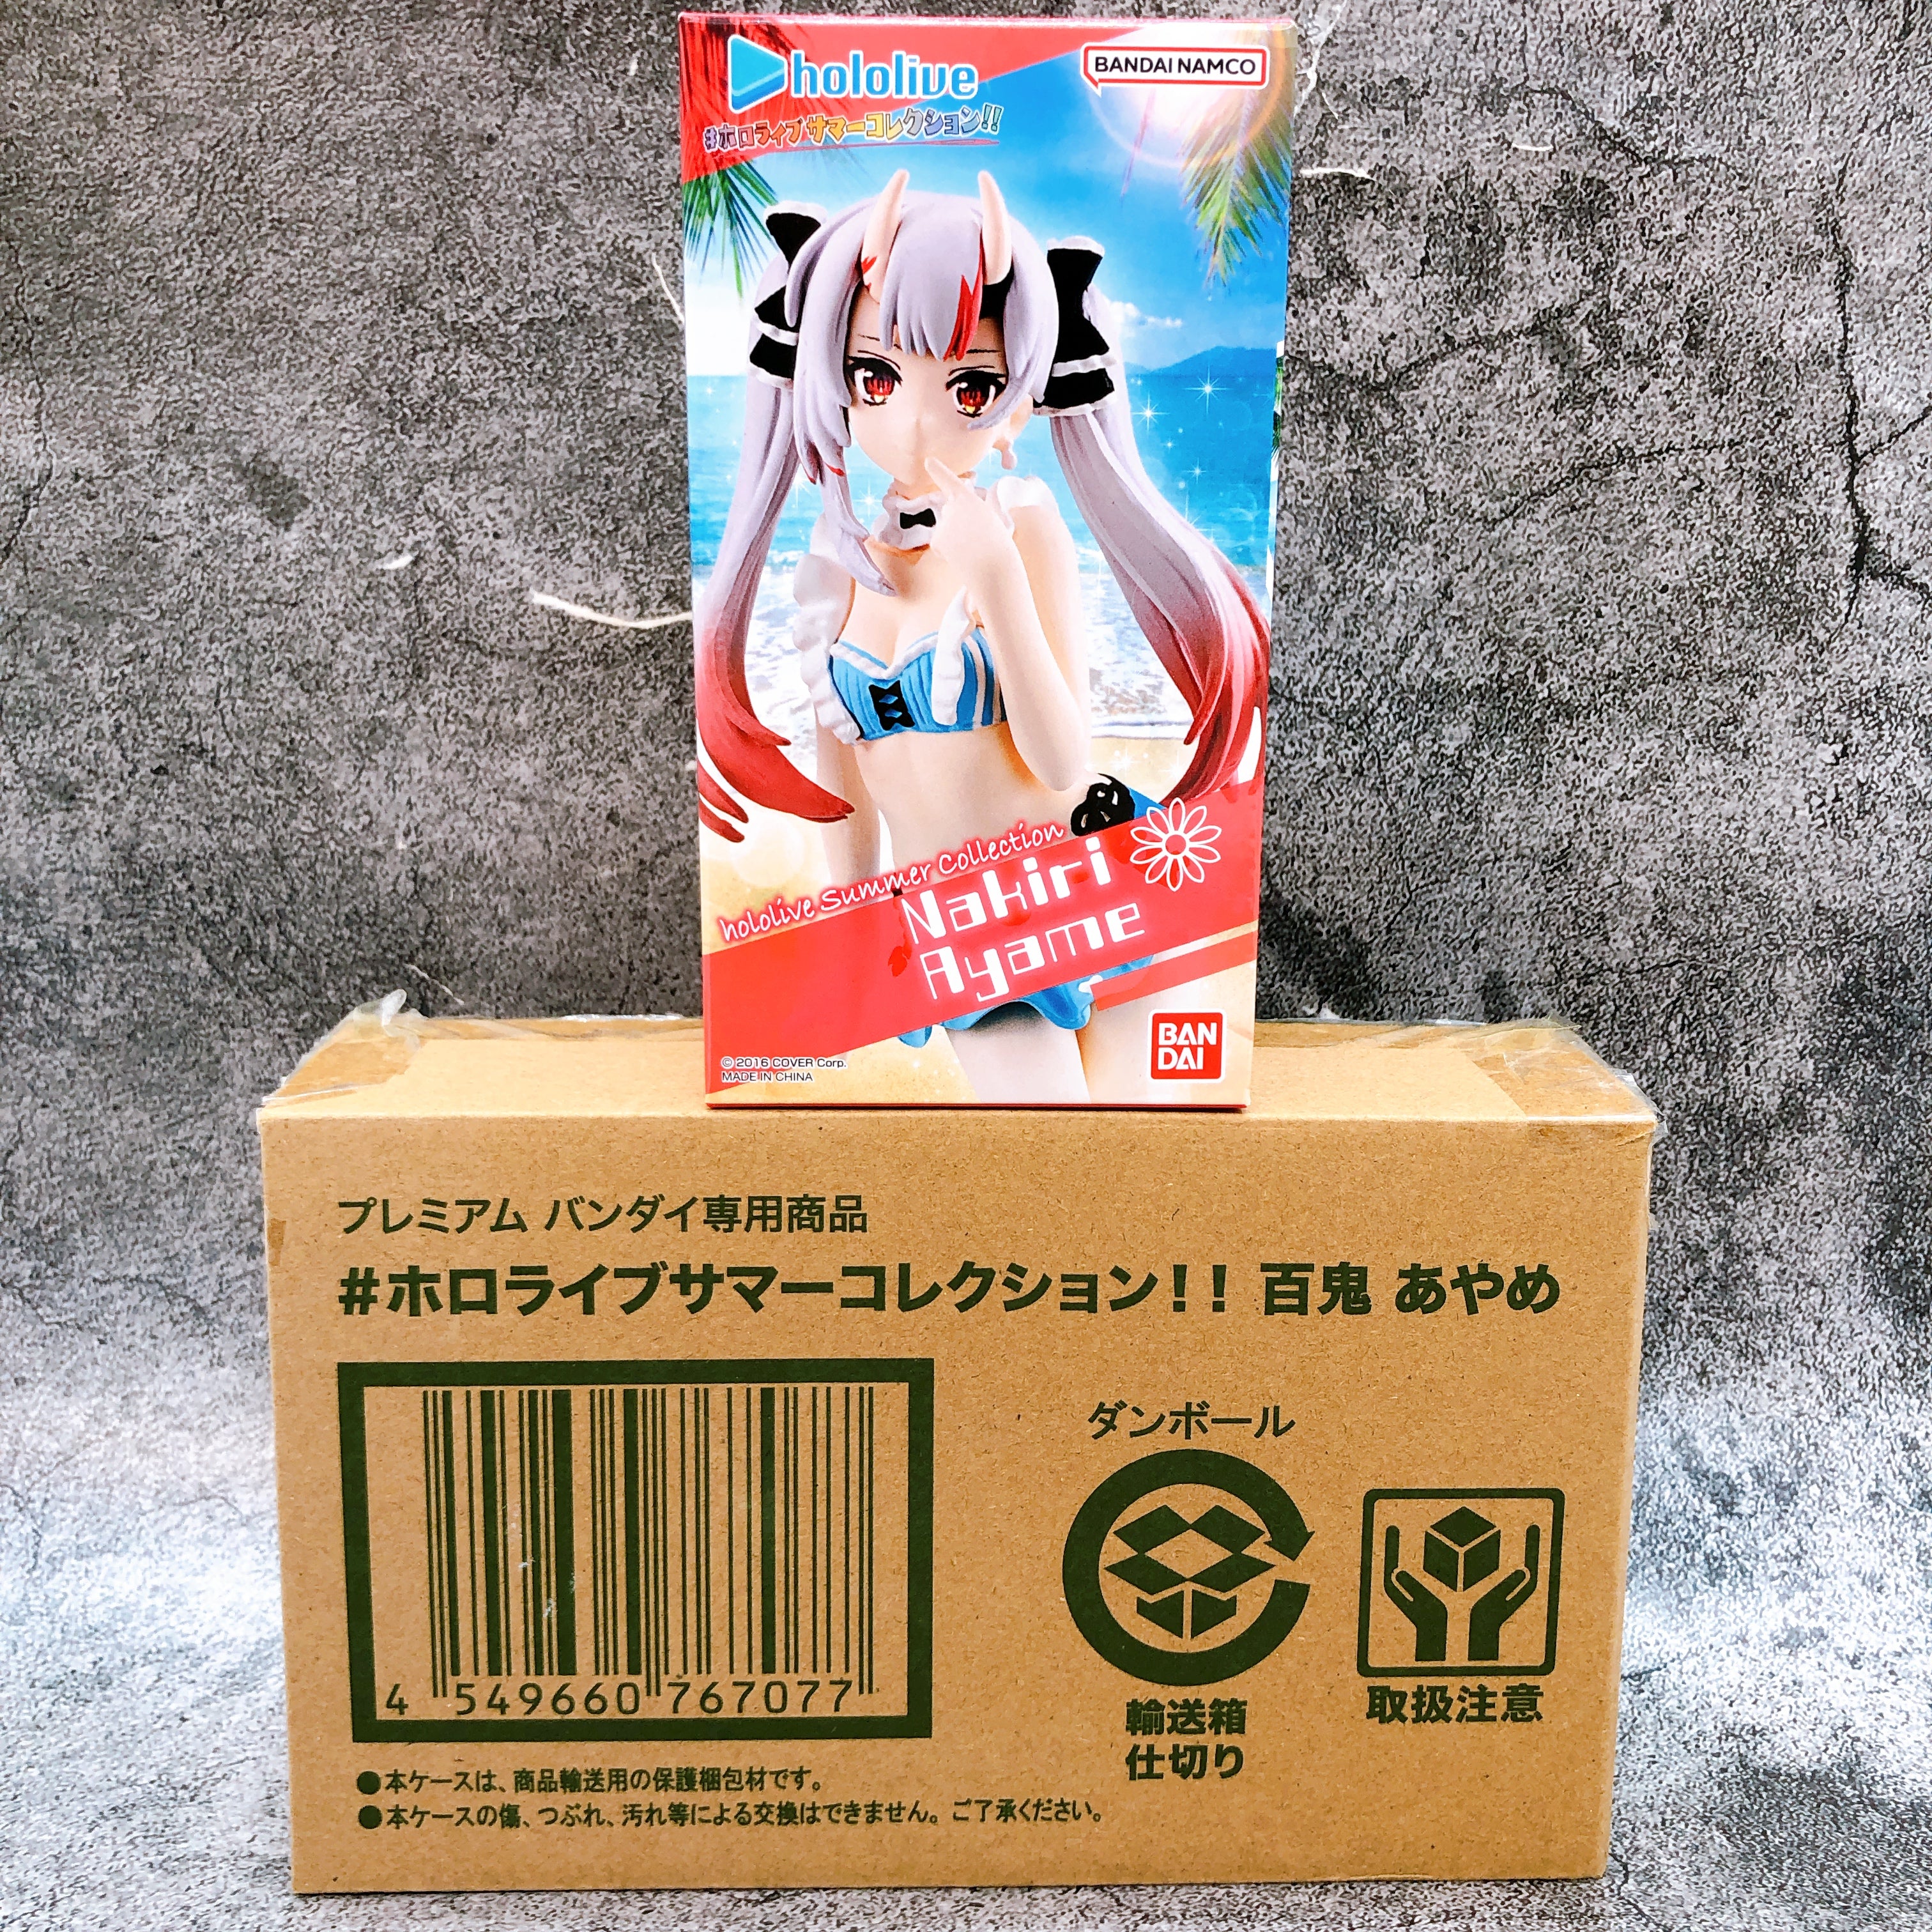 hololive
BANDAI NAMCO
#ホロライブサマーコレクション!!
hololive Summer Collection
Nakiri
Ayame
BAN
DAI
© 2016 COVER Corp.
MADE IN CHINA
プレミアム バンダイ専用商品
#ホロライブサマーコレクション!! 百鬼 あやめ
ダンボール
4 549660 767077
輸送箱
仕切り
取扱注意
●本ケースは、商品輸送用の保護梱包材です。
●本ケースの傷、つぶれ、汚れ等による交換はできません。ご了承ください。